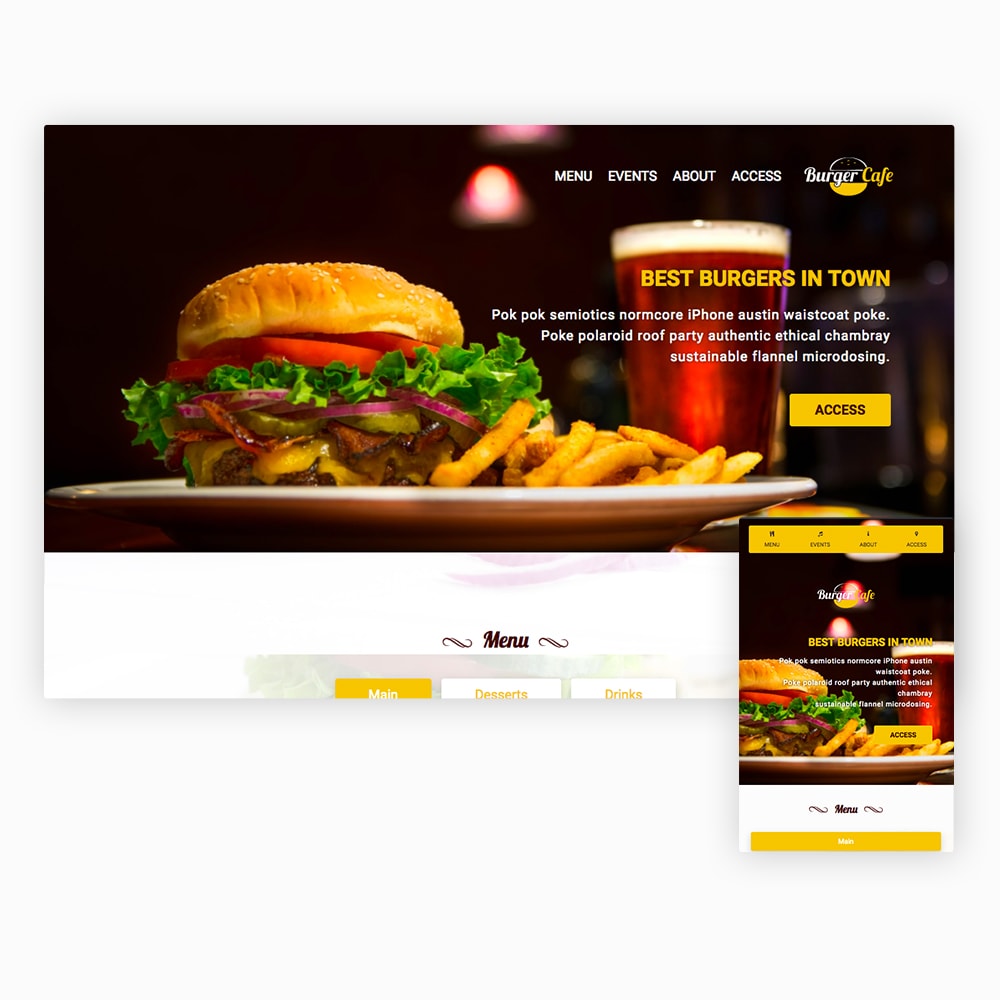 MENU EVENTS ABOUT ACCESS Burger Cafe
BEST BURGERS IN TOWN
Pok pok semiotics normcore iPhone austin waistcoat poke.
Poke polaroid roof party authentic ethical chambray
sustainable flannel microdosing.
ACCESS
Menu
Main Desserts Drinks
MENU EVENTS ABOUT ACCESS
Burger Cafe
BEST BURGERS IN TOWN
Pok pok semiotics normcore iPhone austin
waistcoat poke.
Poke polaroid roof party authentic ethical
chambray
sustainable flannel microdosing.
ACCESS
Menu
Main